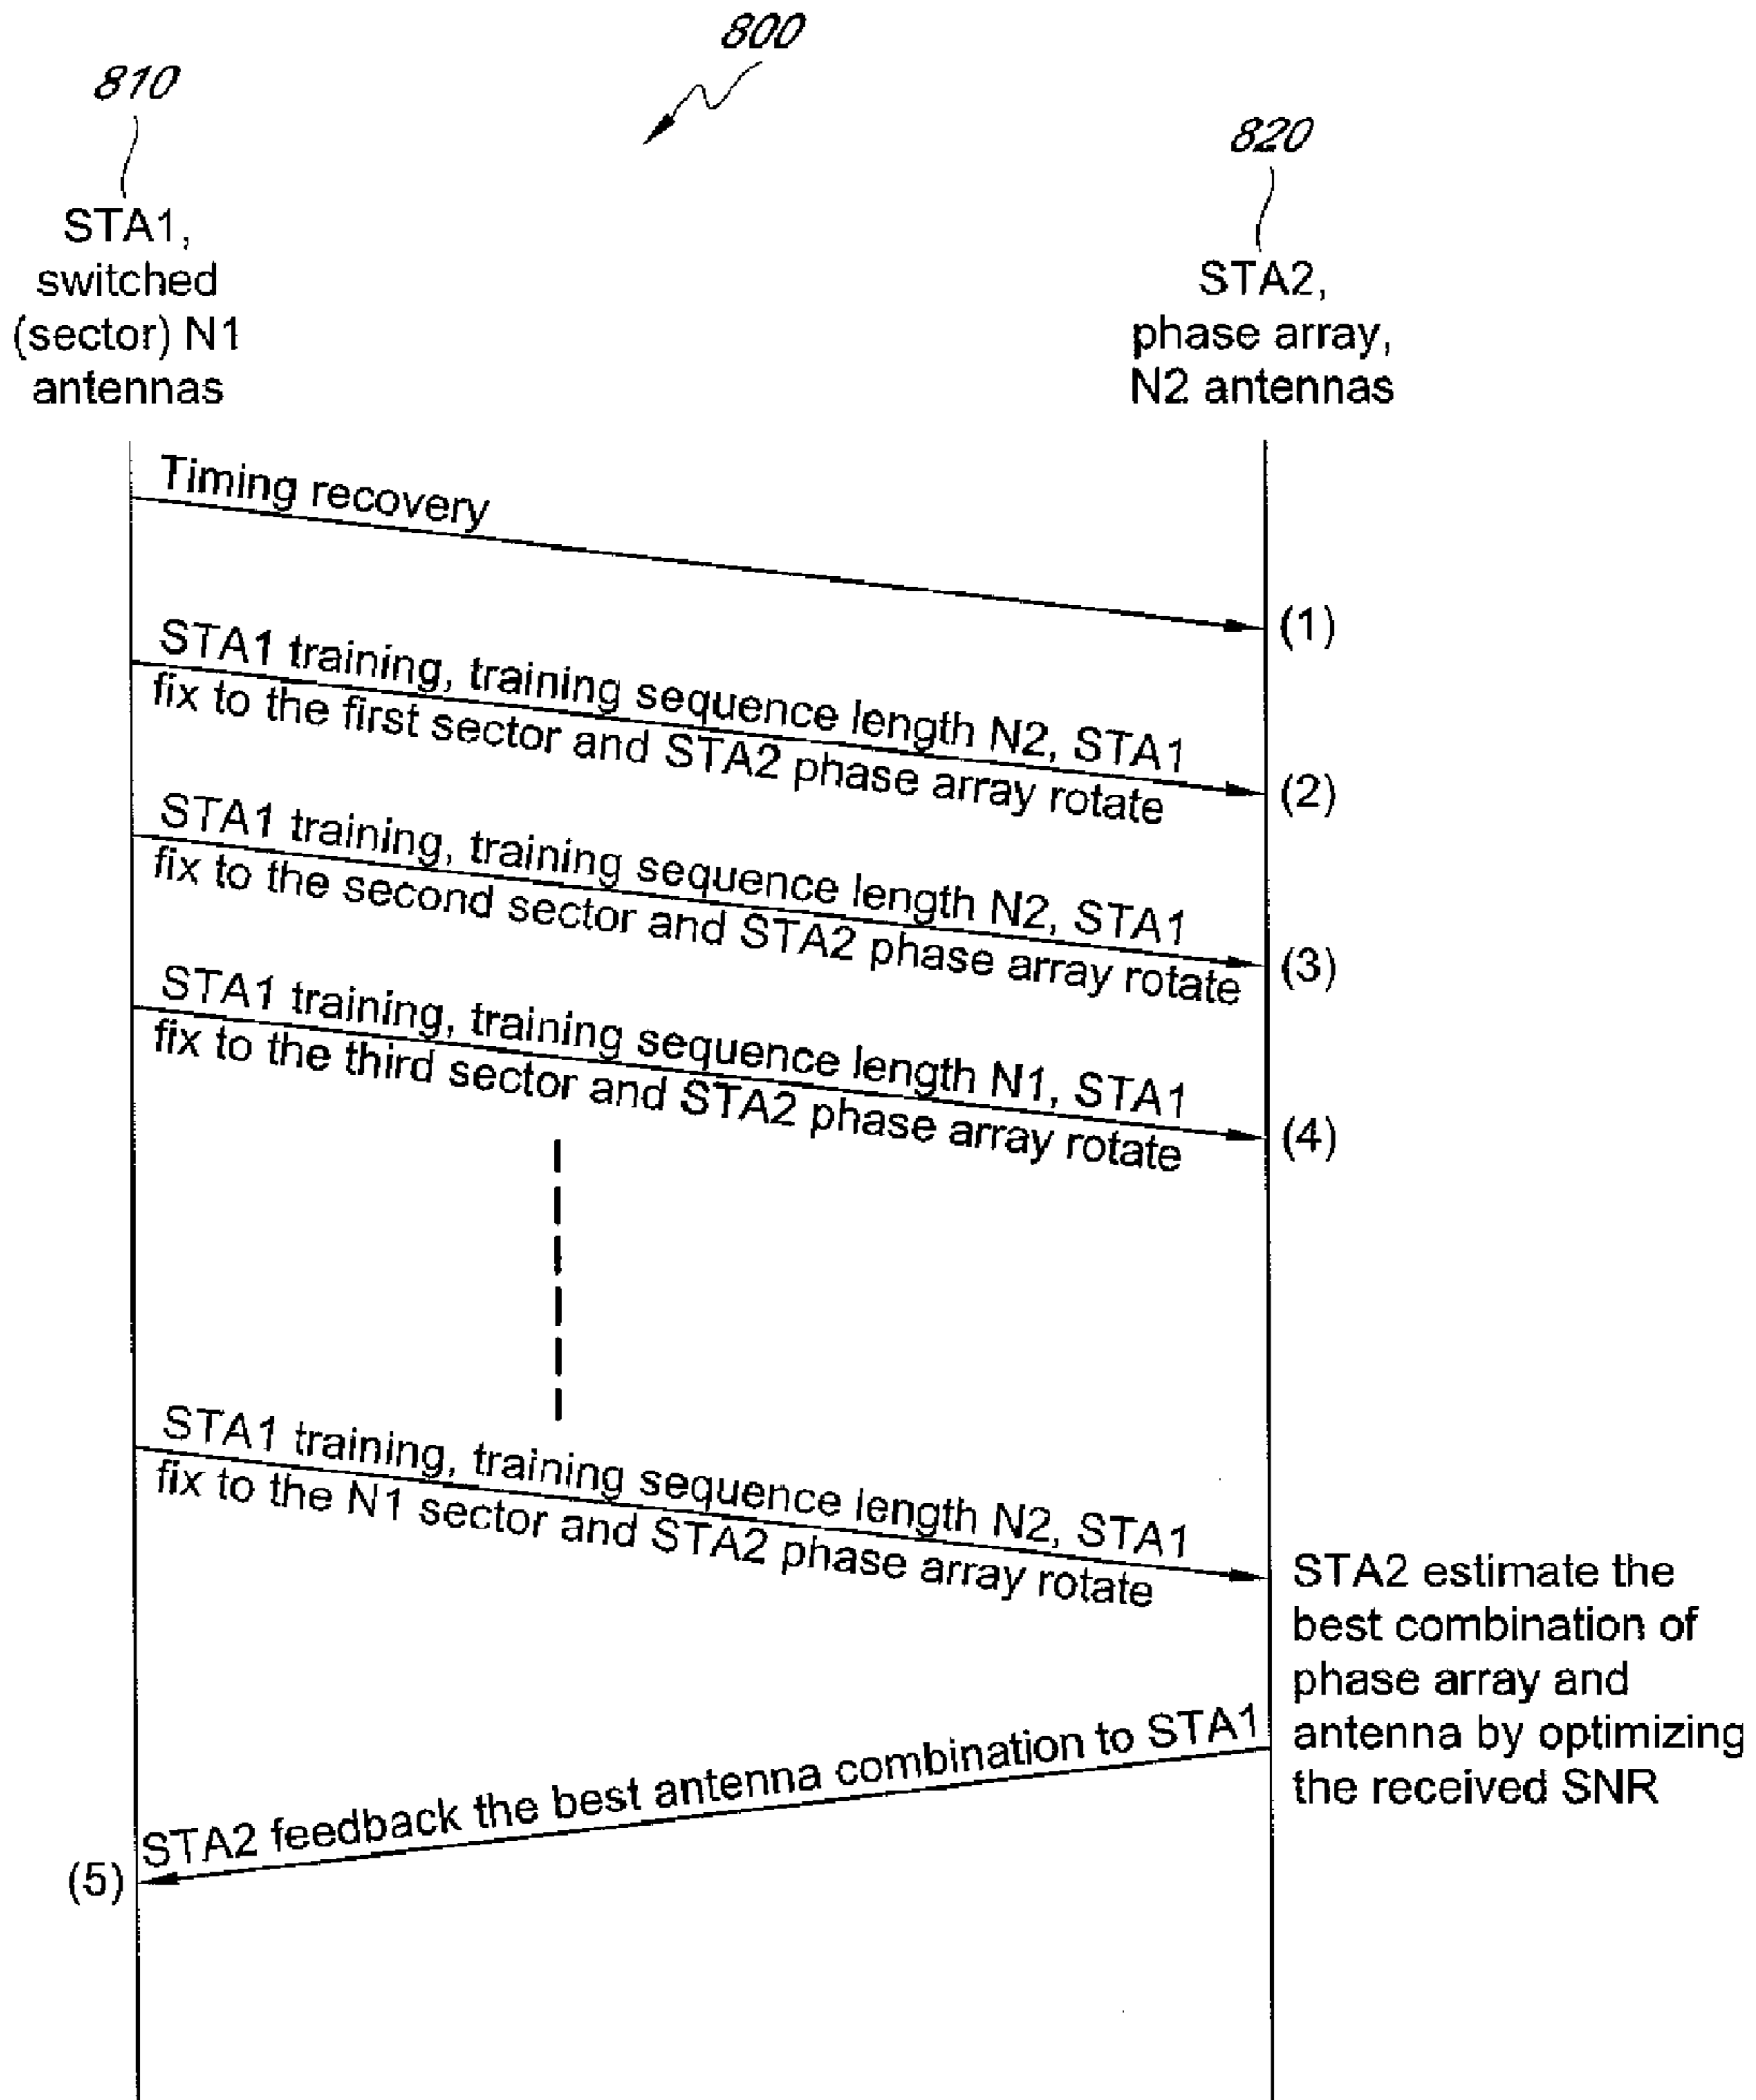 800
810
820
STA1,
switched
(sector) N1
antennas
STA2,
phase array,
N2 antennas
Timing recovery
(1)
STA1 training, training sequence length N2, STA1
fix to the first sector and STA2 phase array rotate
(2)
STA1 training, training sequence length N2, STA1
fix to the second sector and STA2 phase array rotate
(3)
STA1 training, training sequence length N1, STA1
fix to the third sector and STA2 phase array rotate
(4)
STA1 training, training sequence length N2, STA1
fix to the N1 sector and STA2 phase array rotate
STA2 estimate the
best combination of
phase array and
antenna by optimizing
the received SNR
STA2 feedback the best antenna combination to STA1
(5)